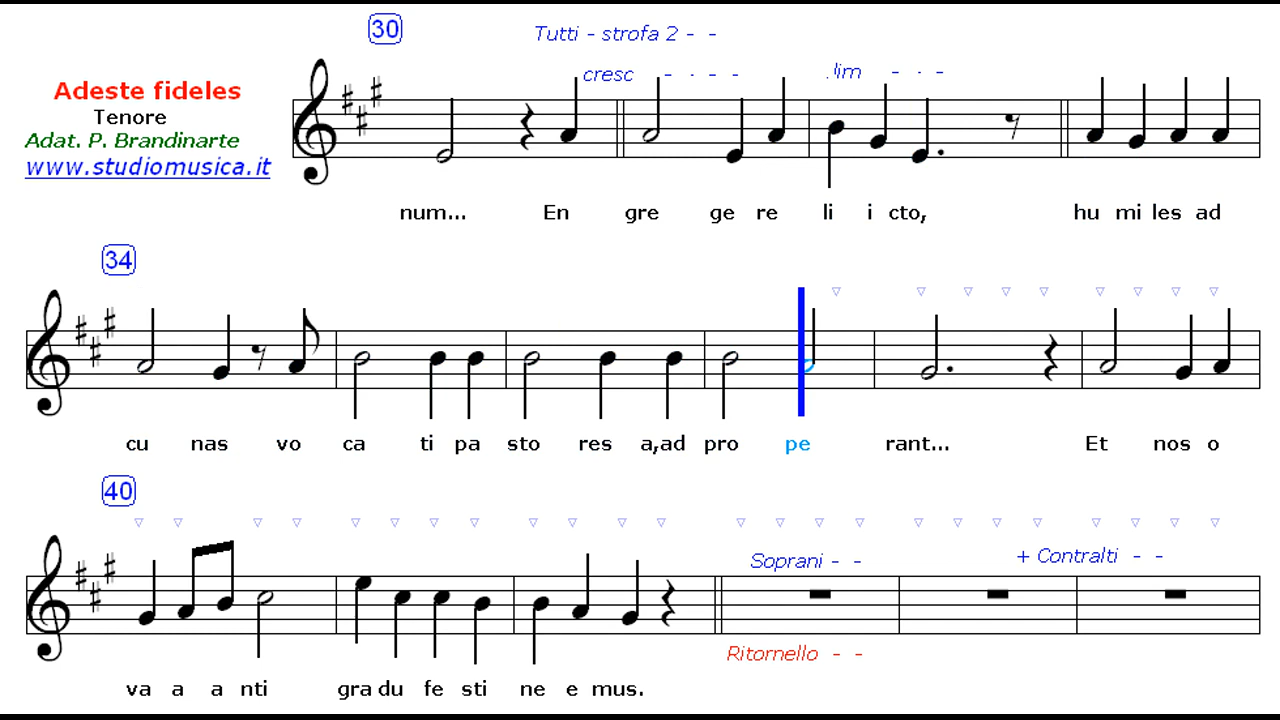 30
Tutti - strofa 2 - -
cresc - - - -
Adeste fideles
Tenore
Adat. P. Brandinarte
www.studiomusica.it
num... En gre ge re li i cto, hu mi les ad
34
cu nas vo ca ti pa sto res a,ad pro pe rant... Et nos o
40
Soprani - -
+ Contralti - -
Ritornello - -
va a a nti gra du fe sti ne e mus.